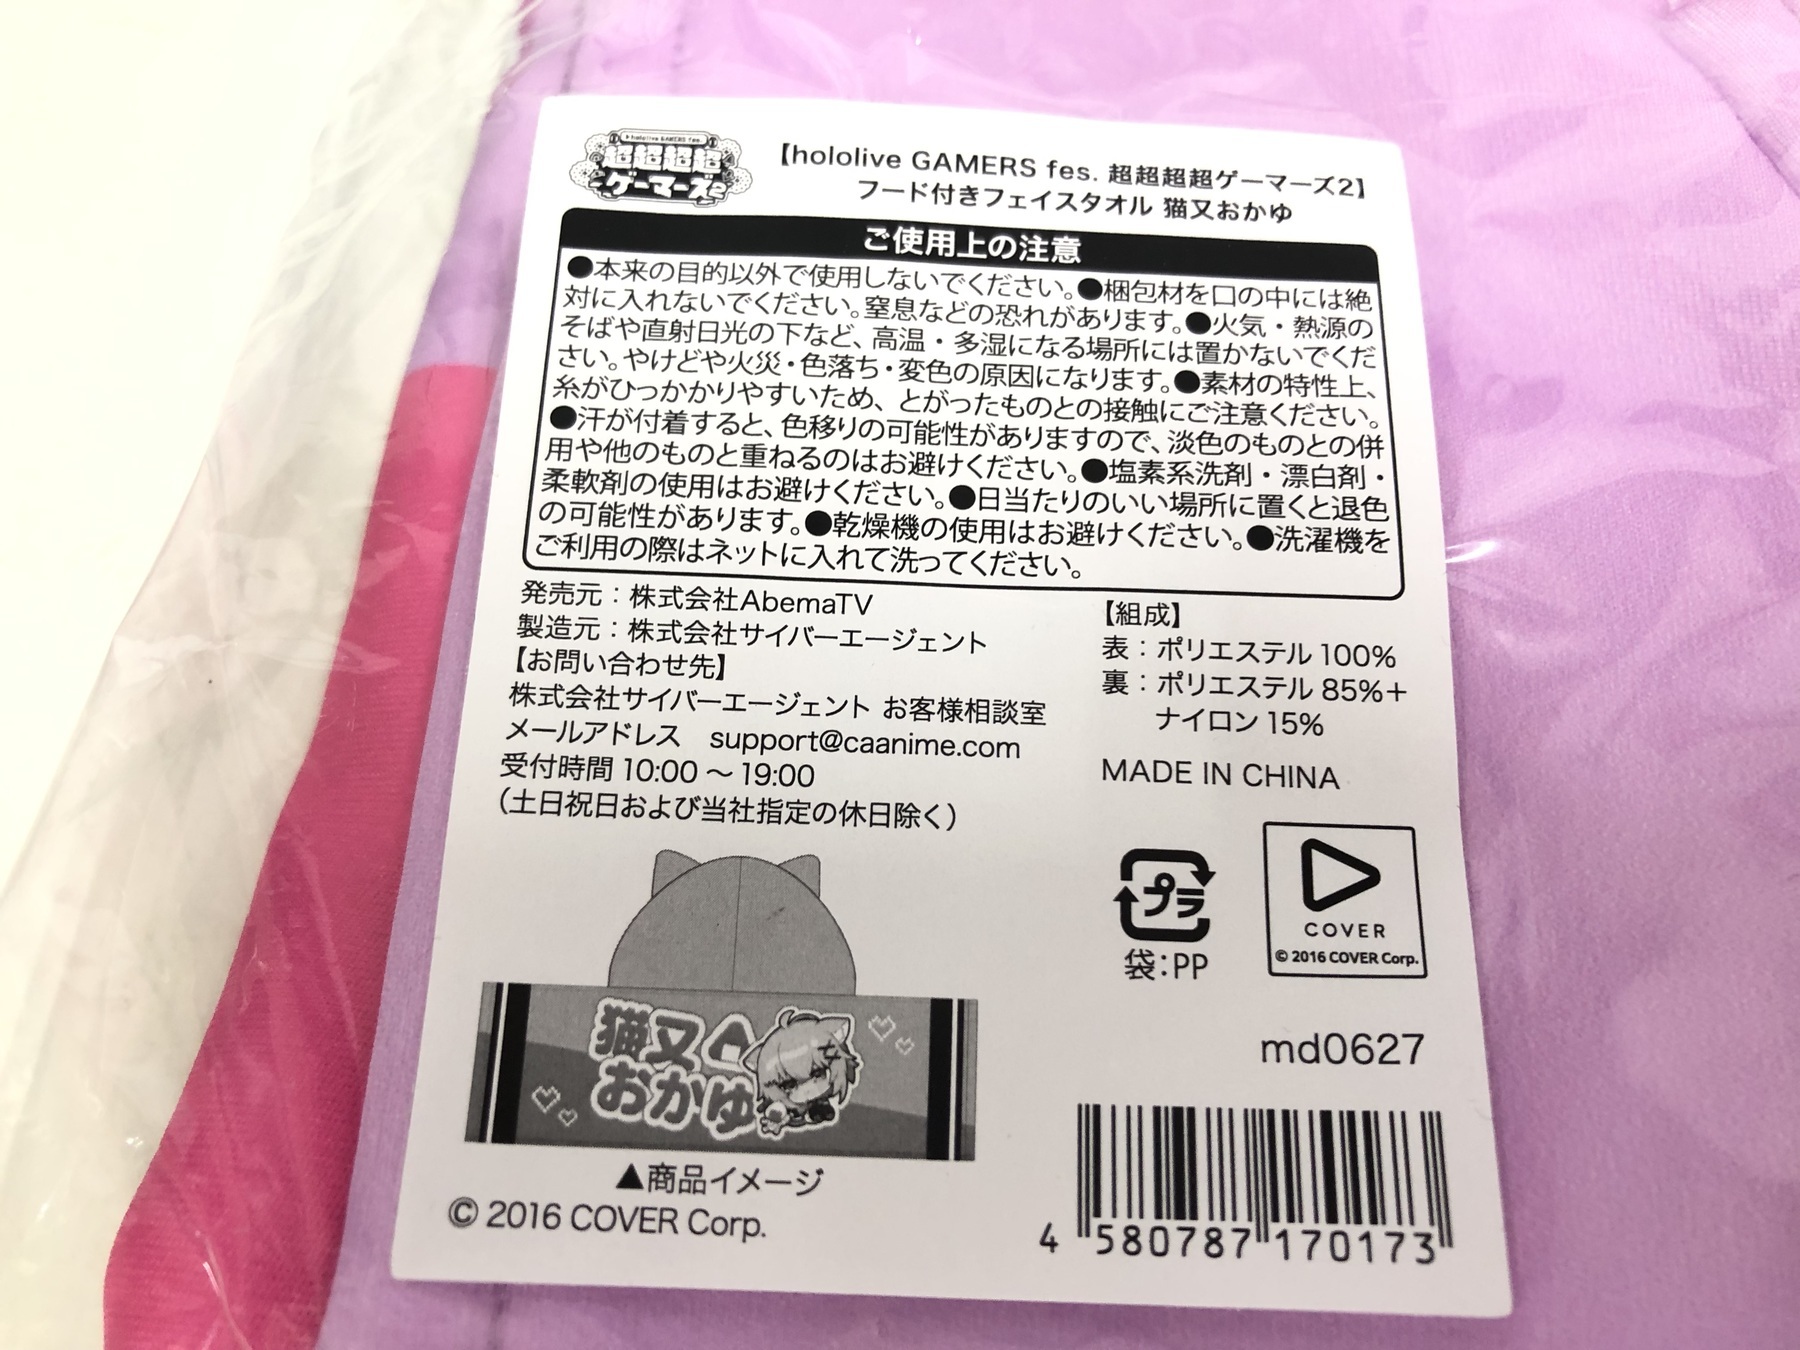 hololive GAMERS fes.
超超超超
ゲーマーズ2
【hololive GAMERS fes. 超超超超ゲーマーズ2】
フード付きフェイスタオル 猫又おかゆ
ご使用上の注意
●本来の目的以外で使用しないでください。●梱包材を口の中には絶
対に入れないでください。窒息などの恐れがあります。●火気・熱源の
そばや直射日光の下など、高温・多湿になる場所には置かないでくだ
さい。やけどや火災・色落ち・変色の原因になります。●素材の特性上、
糸がひっかかりやすいため、とがったものとの接触にご注意ください。
●汗が付着すると、色移りの可能性がありますので、淡色のものとの併
用や他のものと重ねるのはお避けください。●塩素系洗剤・漂白剤・
柔軟剤の使用はお避けください。●日当たりのいい場所に置くと退色
の可能性があります。●乾燥機の使用はお避けください。●洗濯機を
ご利用の際はネットに入れて洗ってください。
発売元：株式会社AbemaTV
製造元：株式会社サイバーエージェント
【お問い合わせ先】
株式会社サイバーエージェント お客様相談室
メールアドレス　support@caanime.com
受付時間 10:00 ～ 19:00
（土日祝日および当社指定の休日除く）
【組成】
表：ポリエステル 100%
裏：ポリエステル 85%＋
ナイロン 15%
MADE IN CHINA
プラ
袋：PP
COVER
© 2016 COVER Corp.
猫又
おかゆ
▲商品イメージ
© 2016 COVER Corp.
md0627
4 580787 170173